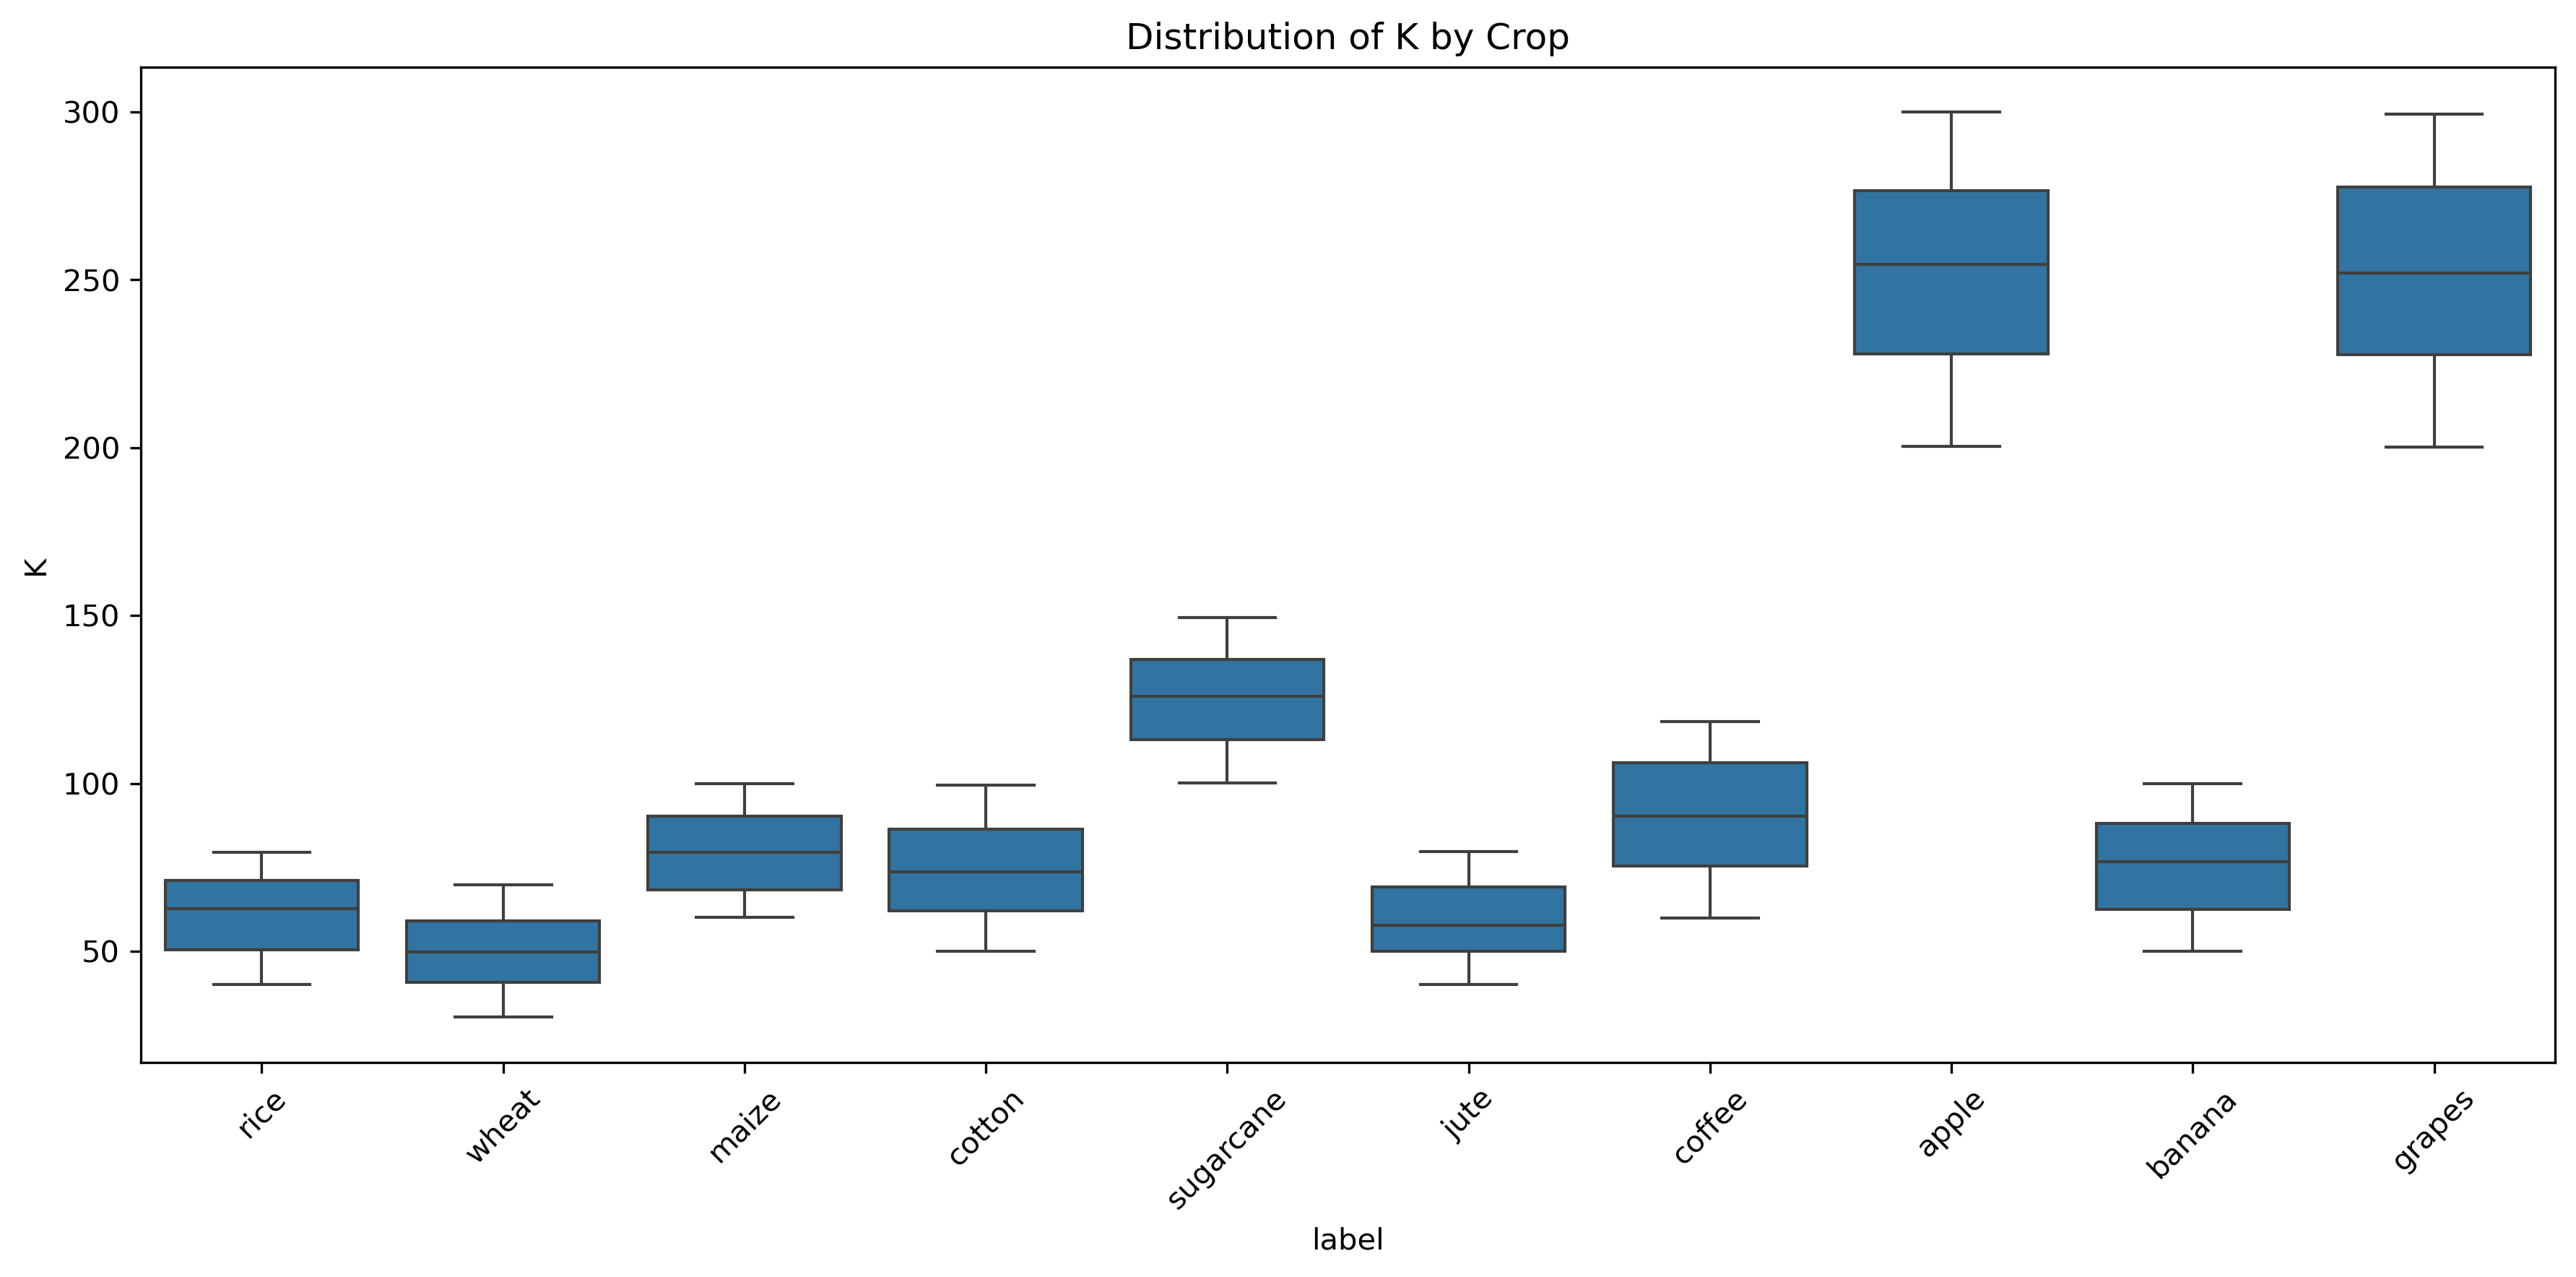 Distribution of K by Crop
300
250
200
150
100
50
K
rice
wheat
maize
cotton
sugarcane
jute
coffee
apple
banana
grapes
label